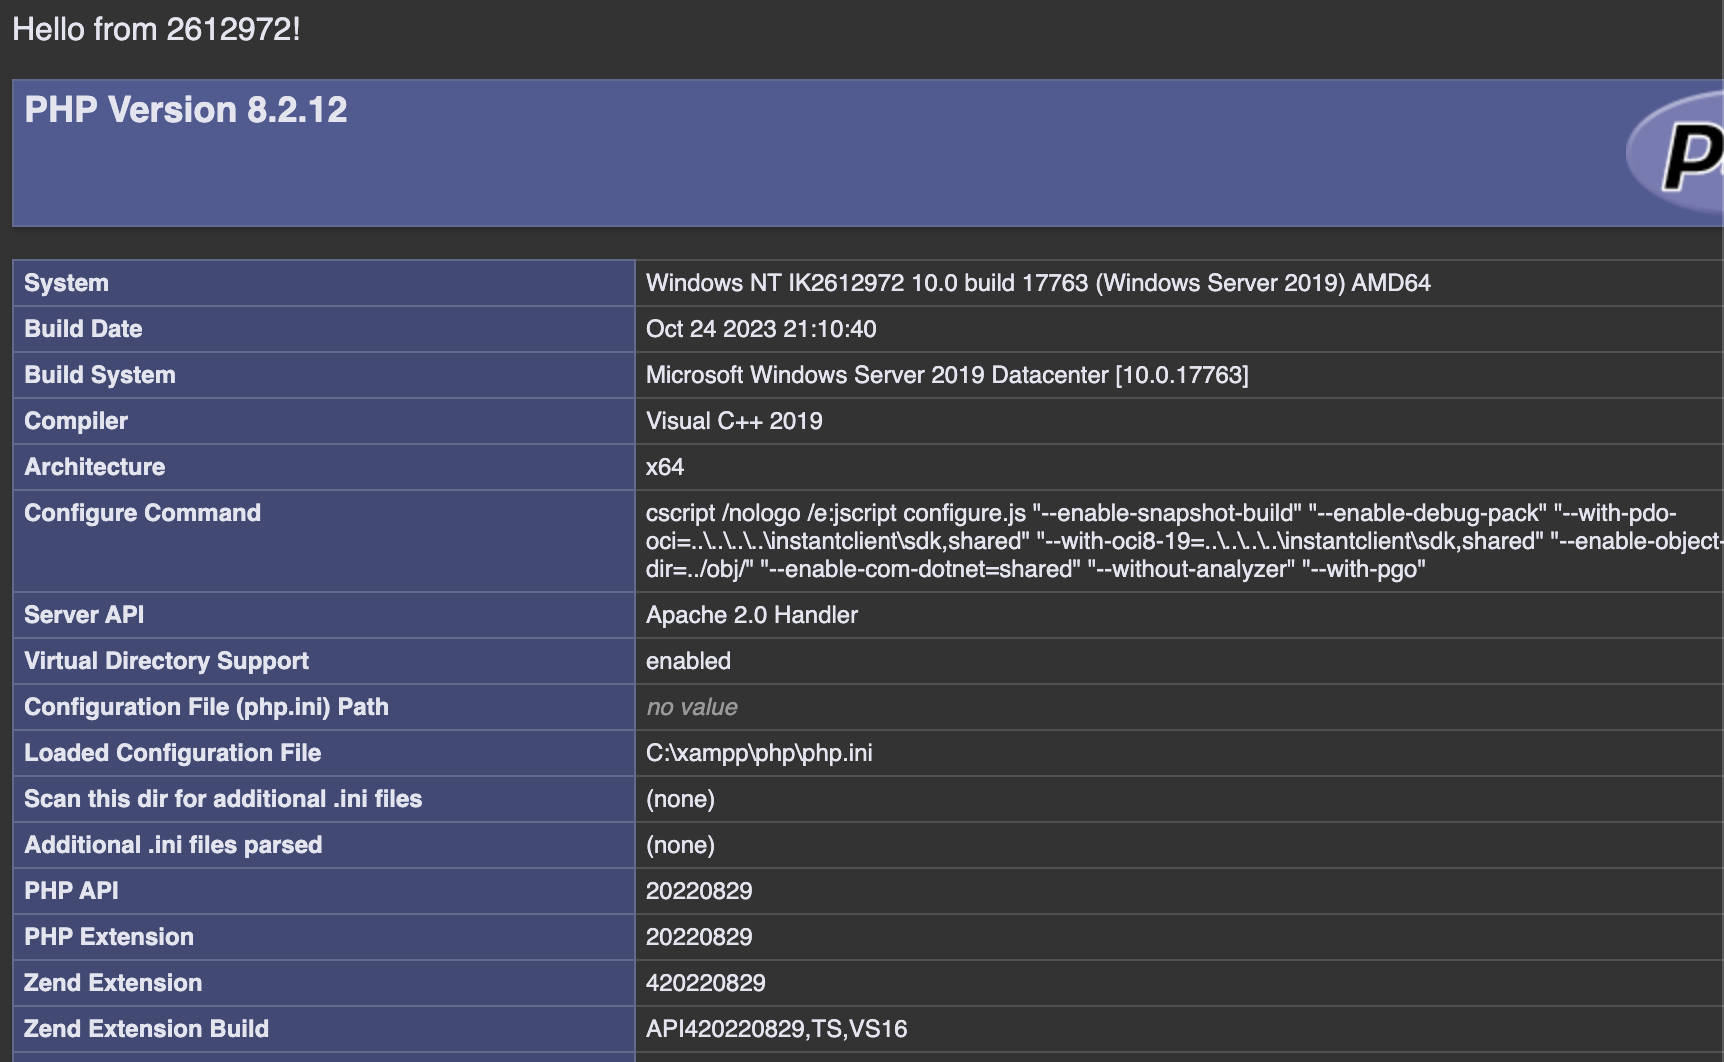 Hello from 2612972!
PHP Version 8.2.12
System Windows NT IK2612972 10.0 build 17763 (Windows Server 2019) AMD64
Build Date Oct 24 2023 21:10:40
Build System Microsoft Windows Server 2019 Datacenter [10.0.17763]
Compiler Visual C++ 2019
Architecture x64
Configure Command cscript /nologo /e:jscript configure.js "--enable-snapshot-build" "--enable-debug-pack" "--with-pdo-
oci=..\..\..\..\instantclient\sdk,shared" "--with-oci8-19=..\..\..\..\instantclient\sdk,shared" "--enable-object-
dir=../obj/" "--enable-com-dotnet=shared" "--without-analyzer" "--with-pgo"
Server API Apache 2.0 Handler
Virtual Directory Support enabled
Configuration File (php.ini) Path no value
Loaded Configuration File C:\xampp\php\php.ini
Scan this dir for additional .ini files (none)
Additional .ini files parsed (none)
PHP API 20220829
PHP Extension 20220829
Zend Extension 420220829
Zend Extension Build API420220829,TS,VS16